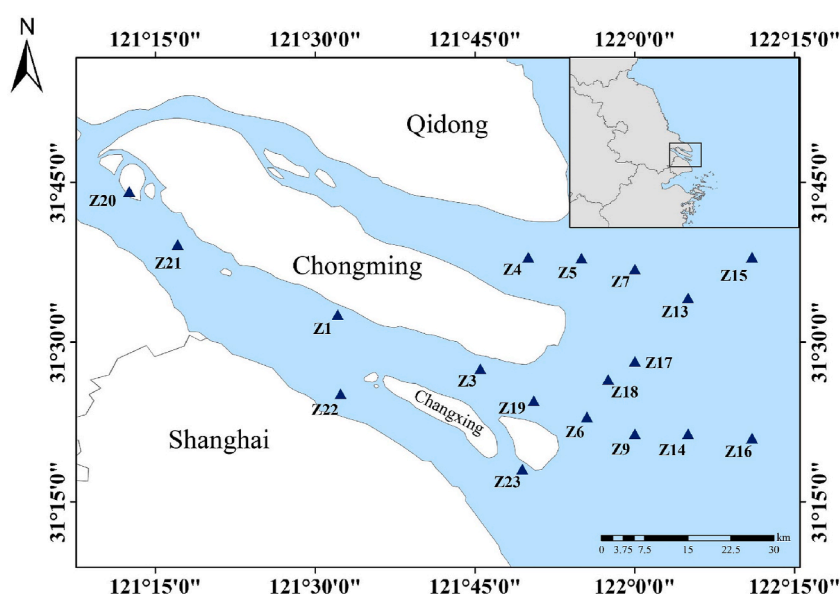 N
121°15'0" 121°30'0" 121°45'0" 122°0'0" 122°15'0"
Qidong
31°45'0" 31°45'0"
Z20
Z21
Chongming
Z4 Z5 Z7 Z15
Z13
Z1
31°30'0" 31°30'0"
Z3
Z17
Z18
Z22
Changxing
Z19
Z6
Shanghai
Z9 Z14 Z16
Z23
31°15'0" 31°15'0"
km
0 3.75 7.5 15 22.5 30
121°15'0" 121°30'0" 121°45'0" 122°0'0" 122°15'0"